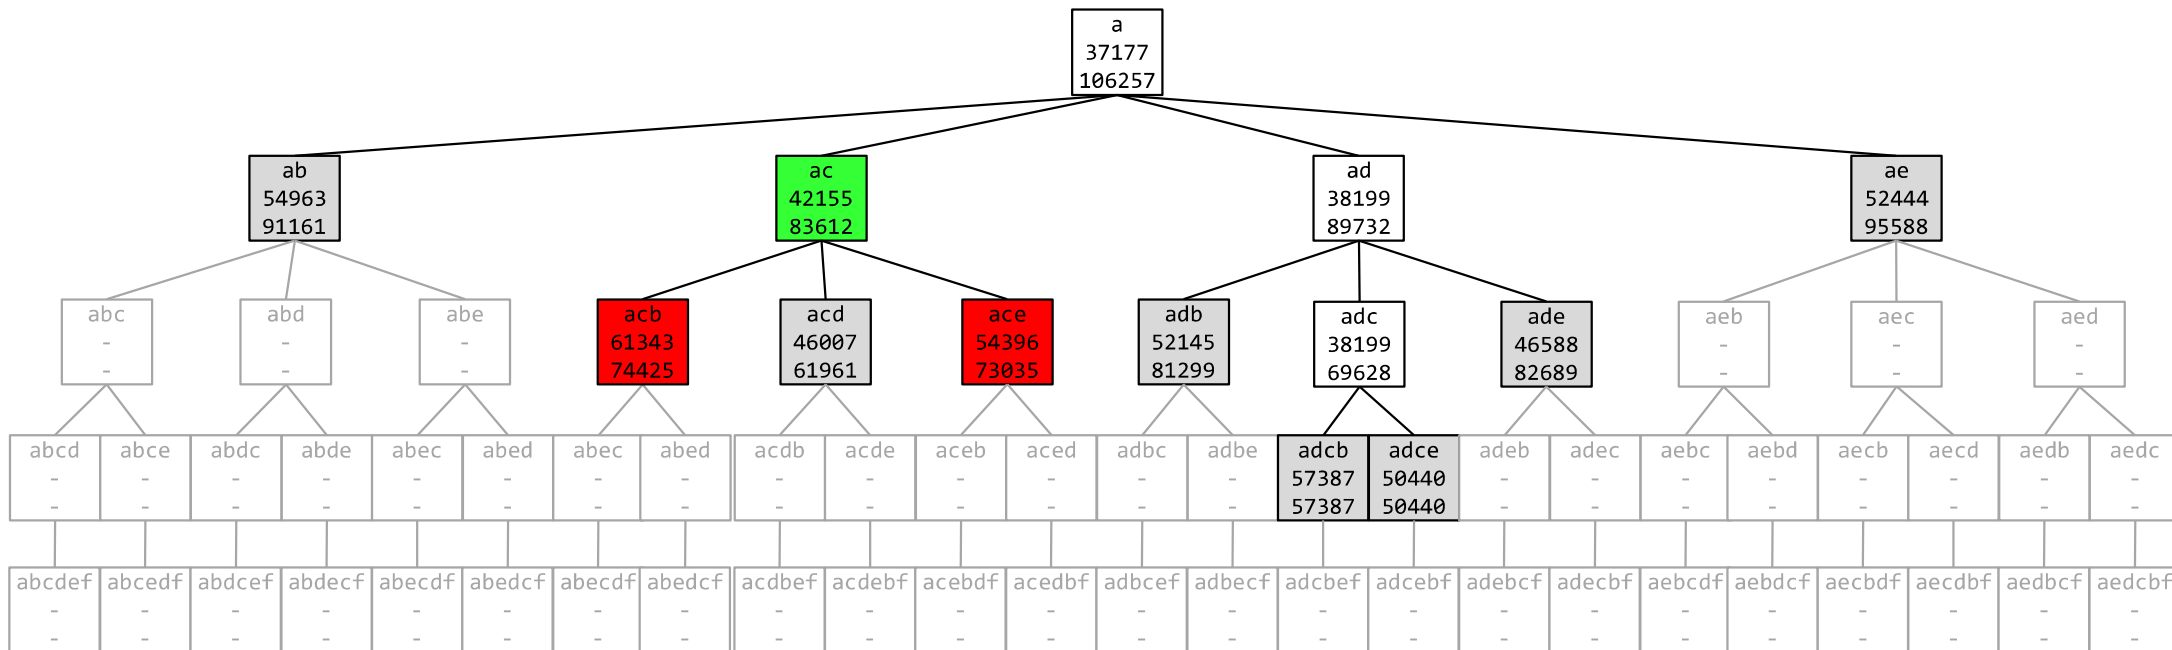 a
37177
106257
ab
54963
91161
ac
42155
83612
ad
38199
89732
ae
52444
95588
abc
-
-
abd
-
-
abe
-
-
acb
61343
74425
acd
46007
61961
ace
54396
73035
adb
52145
81299
adc
38199
69628
ade
46588
82689
aeb
-
-
aec
-
-
aed
-
-
abcd
-
-
abce
-
-
abdc
-
-
abde
-
-
abec
-
-
abed
-
-
abec
-
-
abed
-
-
acdb
-
-
acde
-
-
aceb
-
-
aced
-
-
adbc
-
-
adbe
-
-
adcb
57387
57387
adce
50440
50440
adeb
-
-
adec
-
-
aebc
-
-
aebd
-
-
aecb
-
-
aecd
-
-
aedb
-
-
aedc
-
-
abcdef
-
-
abcedf
-
-
abdcef
-
-
abdecf
-
-
abecdf
-
-
abedcf
-
-
abecdf
-
-
abedcf
-
-
acdbef
-
-
acdebf
-
-
acebdf
-
-
acedbf
-
-
adbcef
-
-
adbecf
-
-
adcbef
-
-
adcebf
-
-
adebcf
-
-
adecbf
-
-
aebcdf
-
-
aebdcf
-
-
aecbdf
-
-
aecdbf
-
-
aedbcf
-
-
aedcbf
-
-